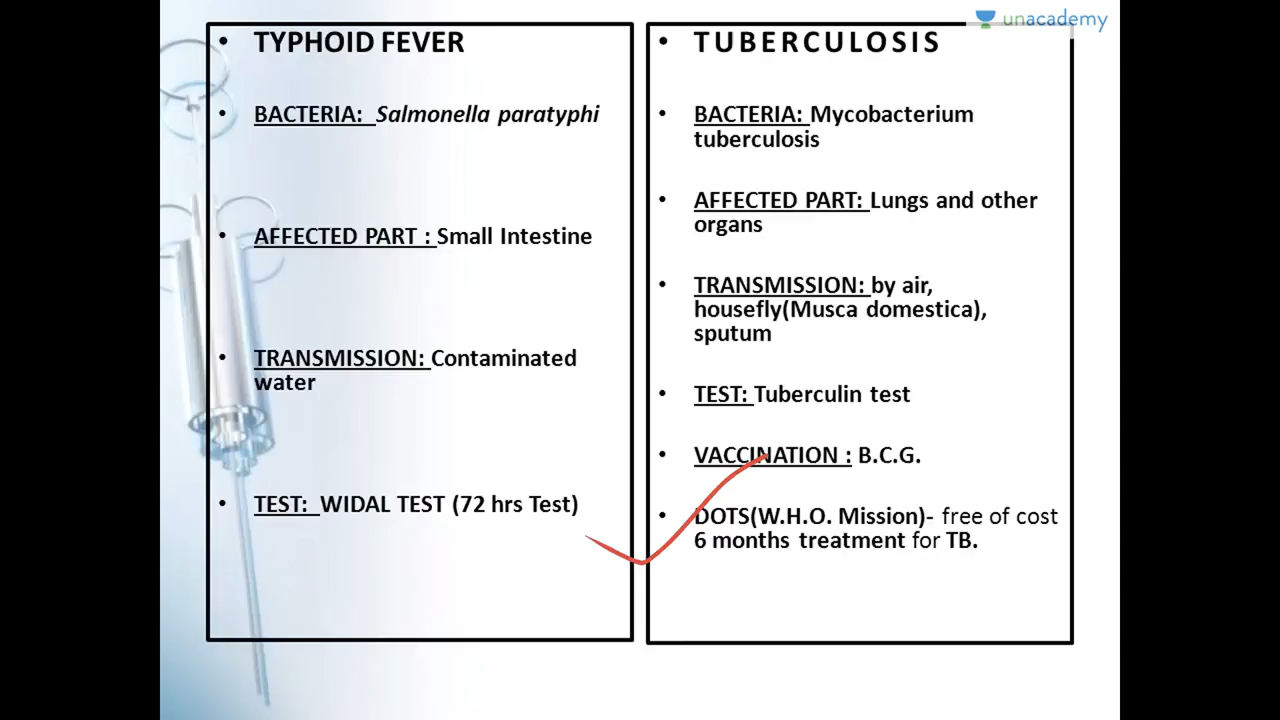 unacademy
• TYPHOID FEVER
• BACTERIA: Salmonella paratyphi
• AFFECTED PART : Small Intestine
• TRANSMISSION: Contaminated
water
• TEST: WIDAL TEST (72 hrs Test)
• TUBERCULOSIS
• BACTERIA: Mycobacterium
tuberculosis
• AFFECTED PART: Lungs and other
organs
• TRANSMISSION: by air,
housefly(Musca domestica),
sputum
• TEST: Tuberculin test
• VACCINATION : B.C.G.
• DOTS(W.H.O. Mission)- free of cost
6 months treatment for TB.